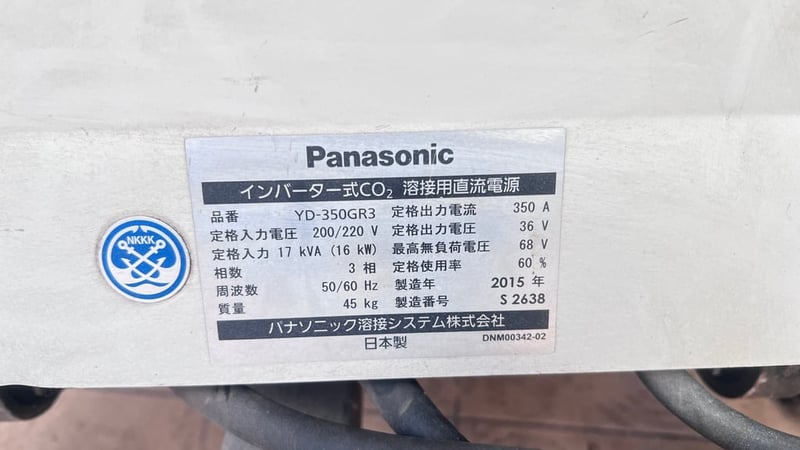 Panasonic
インバーター式CO₂ 溶接用直流電源
品番 YD-350GR3 定格出力電流 350 A
定格入力電圧 200/220 V 定格出力電圧 36 V
定格入力 17 kVA (16 kW) 最高無負荷電圧 68 V
相数 3 相 定格使用率 60 %
周波数 50/60 Hz 製造年 2015 年
質量 45 kg 製造番号 S 2638
パナソニック溶接システム株式会社
日本製 DNM00342-02
NKKK